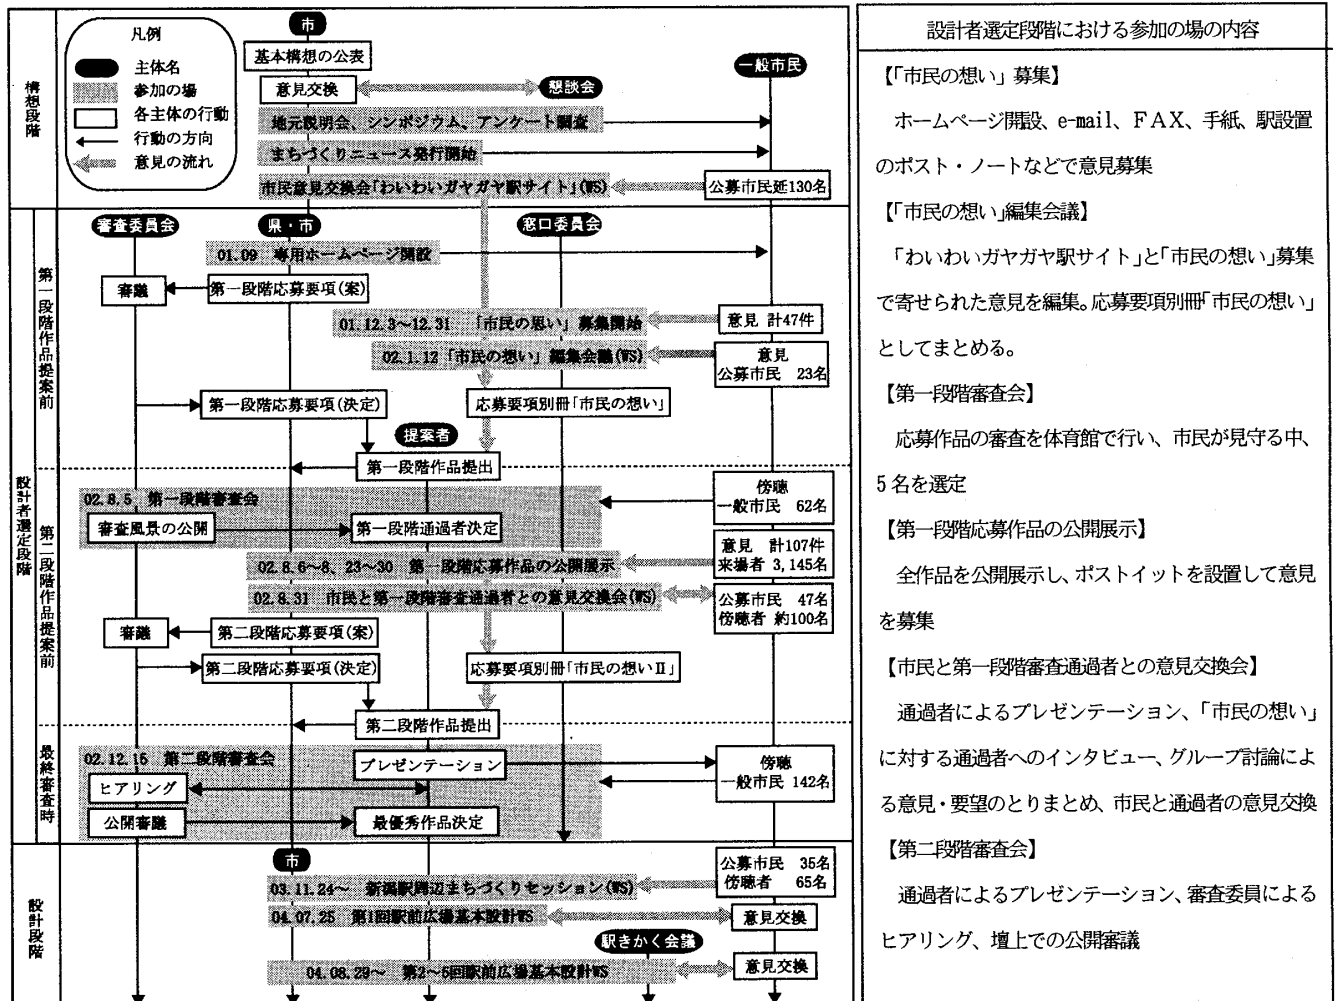 凡例
主体名
参加の場
各主体の行動
行動の方向
意見の流れ
構想段階
市
基本構想の公表
意見交換
懇談会
一般市民
地元説明会、シンポジウム、アンケート調査
まちづくりニュース発行開始
市民意見交換会「わいわいガヤガヤ駅サイト」(WS)
公募市民延130名
設計者選定段階
第一段階作品提案前
審査委員会
県・市
窓口委員会
01.09 専用ホームページ開設
審議
第一段階応募要項(案)
01.12.3〜12.31 「市民の思い」募集開始
意見 計47件
02.1.12「市民の想い」編集会議(WS)
意見
公募市民 23名
第一段階応募要項(決定)
応募要項別冊「市民の想い」
提案者
第一段階作品提出
第二段階作品提案前
02.8.5 第一段階審査会
傍聴
一般市民 62名
審査風景の公開
第一段階通過者決定
02.8.6〜8、23〜30 第一段階応募作品の公開展示
意見 計107件
来場者 3,145名
02.8.31 市民と第一段階審査通過者との意見交換会(WS)
公募市民 47名
傍聴者 約100名
審議
第二段階応募要項(案)
第二段階応募要項(決定)
応募要項別冊「市民の想いⅡ」
第二段階作品提出
最終審査時
02.12.15 第二段階審査会
プレゼンテーション
傍聴
一般市民 142名
ヒアリング
公開審議
最優秀作品決定
設計段階
市
03.11.24〜 新潟駅周辺まちづくりセッション(WS)
公募市民 35名
傍聴者 65名
04.07.25 第1回駅前広場基本設計WS
意見交換
駅きかく会議
04.08.29〜 第2〜6回駅前広場基本設計WS
意見交換
設計者選定段階における参加の場の内容
【「市民の想い」募集】
ホームページ開設、e-mail、FAX、手紙、駅設置
のポスト・ノートなどで意見募集
【「市民の想い」編集会議】
「わいわいガヤガヤ駅サイト」と「市民の想い」募集
で寄せられた意見を編集。応募要項別冊「市民の想い」
としてまとめる。
【第一段階審査会】
応募作品の審査を体育館で行い、市民が見守る中、
5名を選定
【第一段階応募作品の公開展示】
全作品を公開展示し、ポストイットを設置して意見
を募集
【市民と第一段階審査通過者との意見交換会】
通過者によるプレゼンテーション、「市民の想い」
に対する通過者へのインタビュー、グループ討論によ
る意見・要望のとりまとめ、市民と通過者の意見交換
【第二段階審査会】
通過者によるプレゼンテーション、審査委員による
ヒアリング、壇上での公開審議